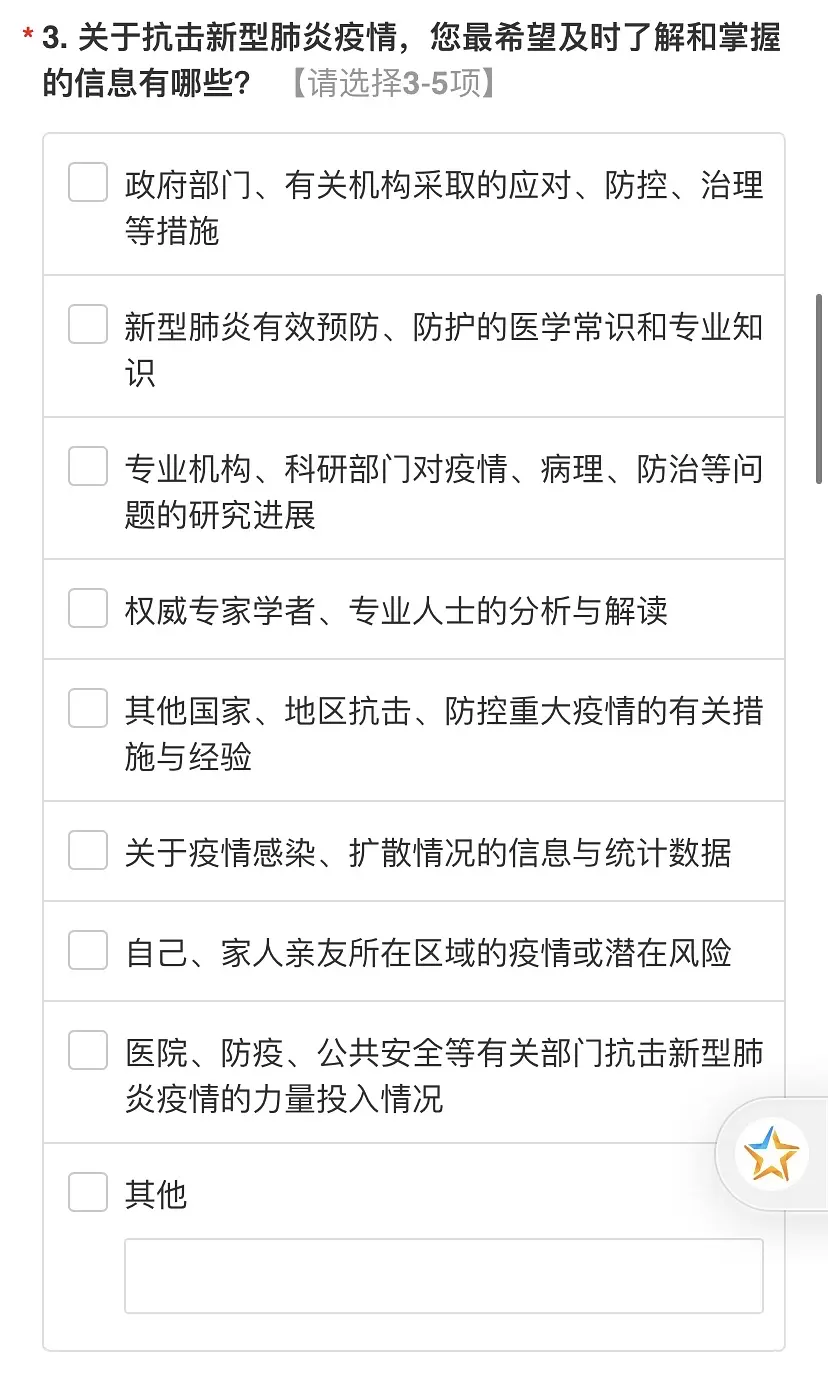 * 3. 关于抗击新型肺炎疫情，您最希望及时了解和掌握
的信息有哪些？ 【请选择3-5项】
政府部门、有关机构采取的应对、防控、治理
等措施
新型肺炎有效预防、防护的医学常识和专业知
识
专业机构、科研部门对疫情、病理、防治等问
题的研究进展
权威专家学者、专业人士的分析与解读
其他国家、地区抗击、防控重大疫情的有关措
施与经验
关于疫情感染、扩散情况的信息与统计数据
自己、家人亲友所在区域的疫情或潜在风险
医院、防疫、公共安全等有关部门抗击新型肺
炎疫情的力量投入情况
其他